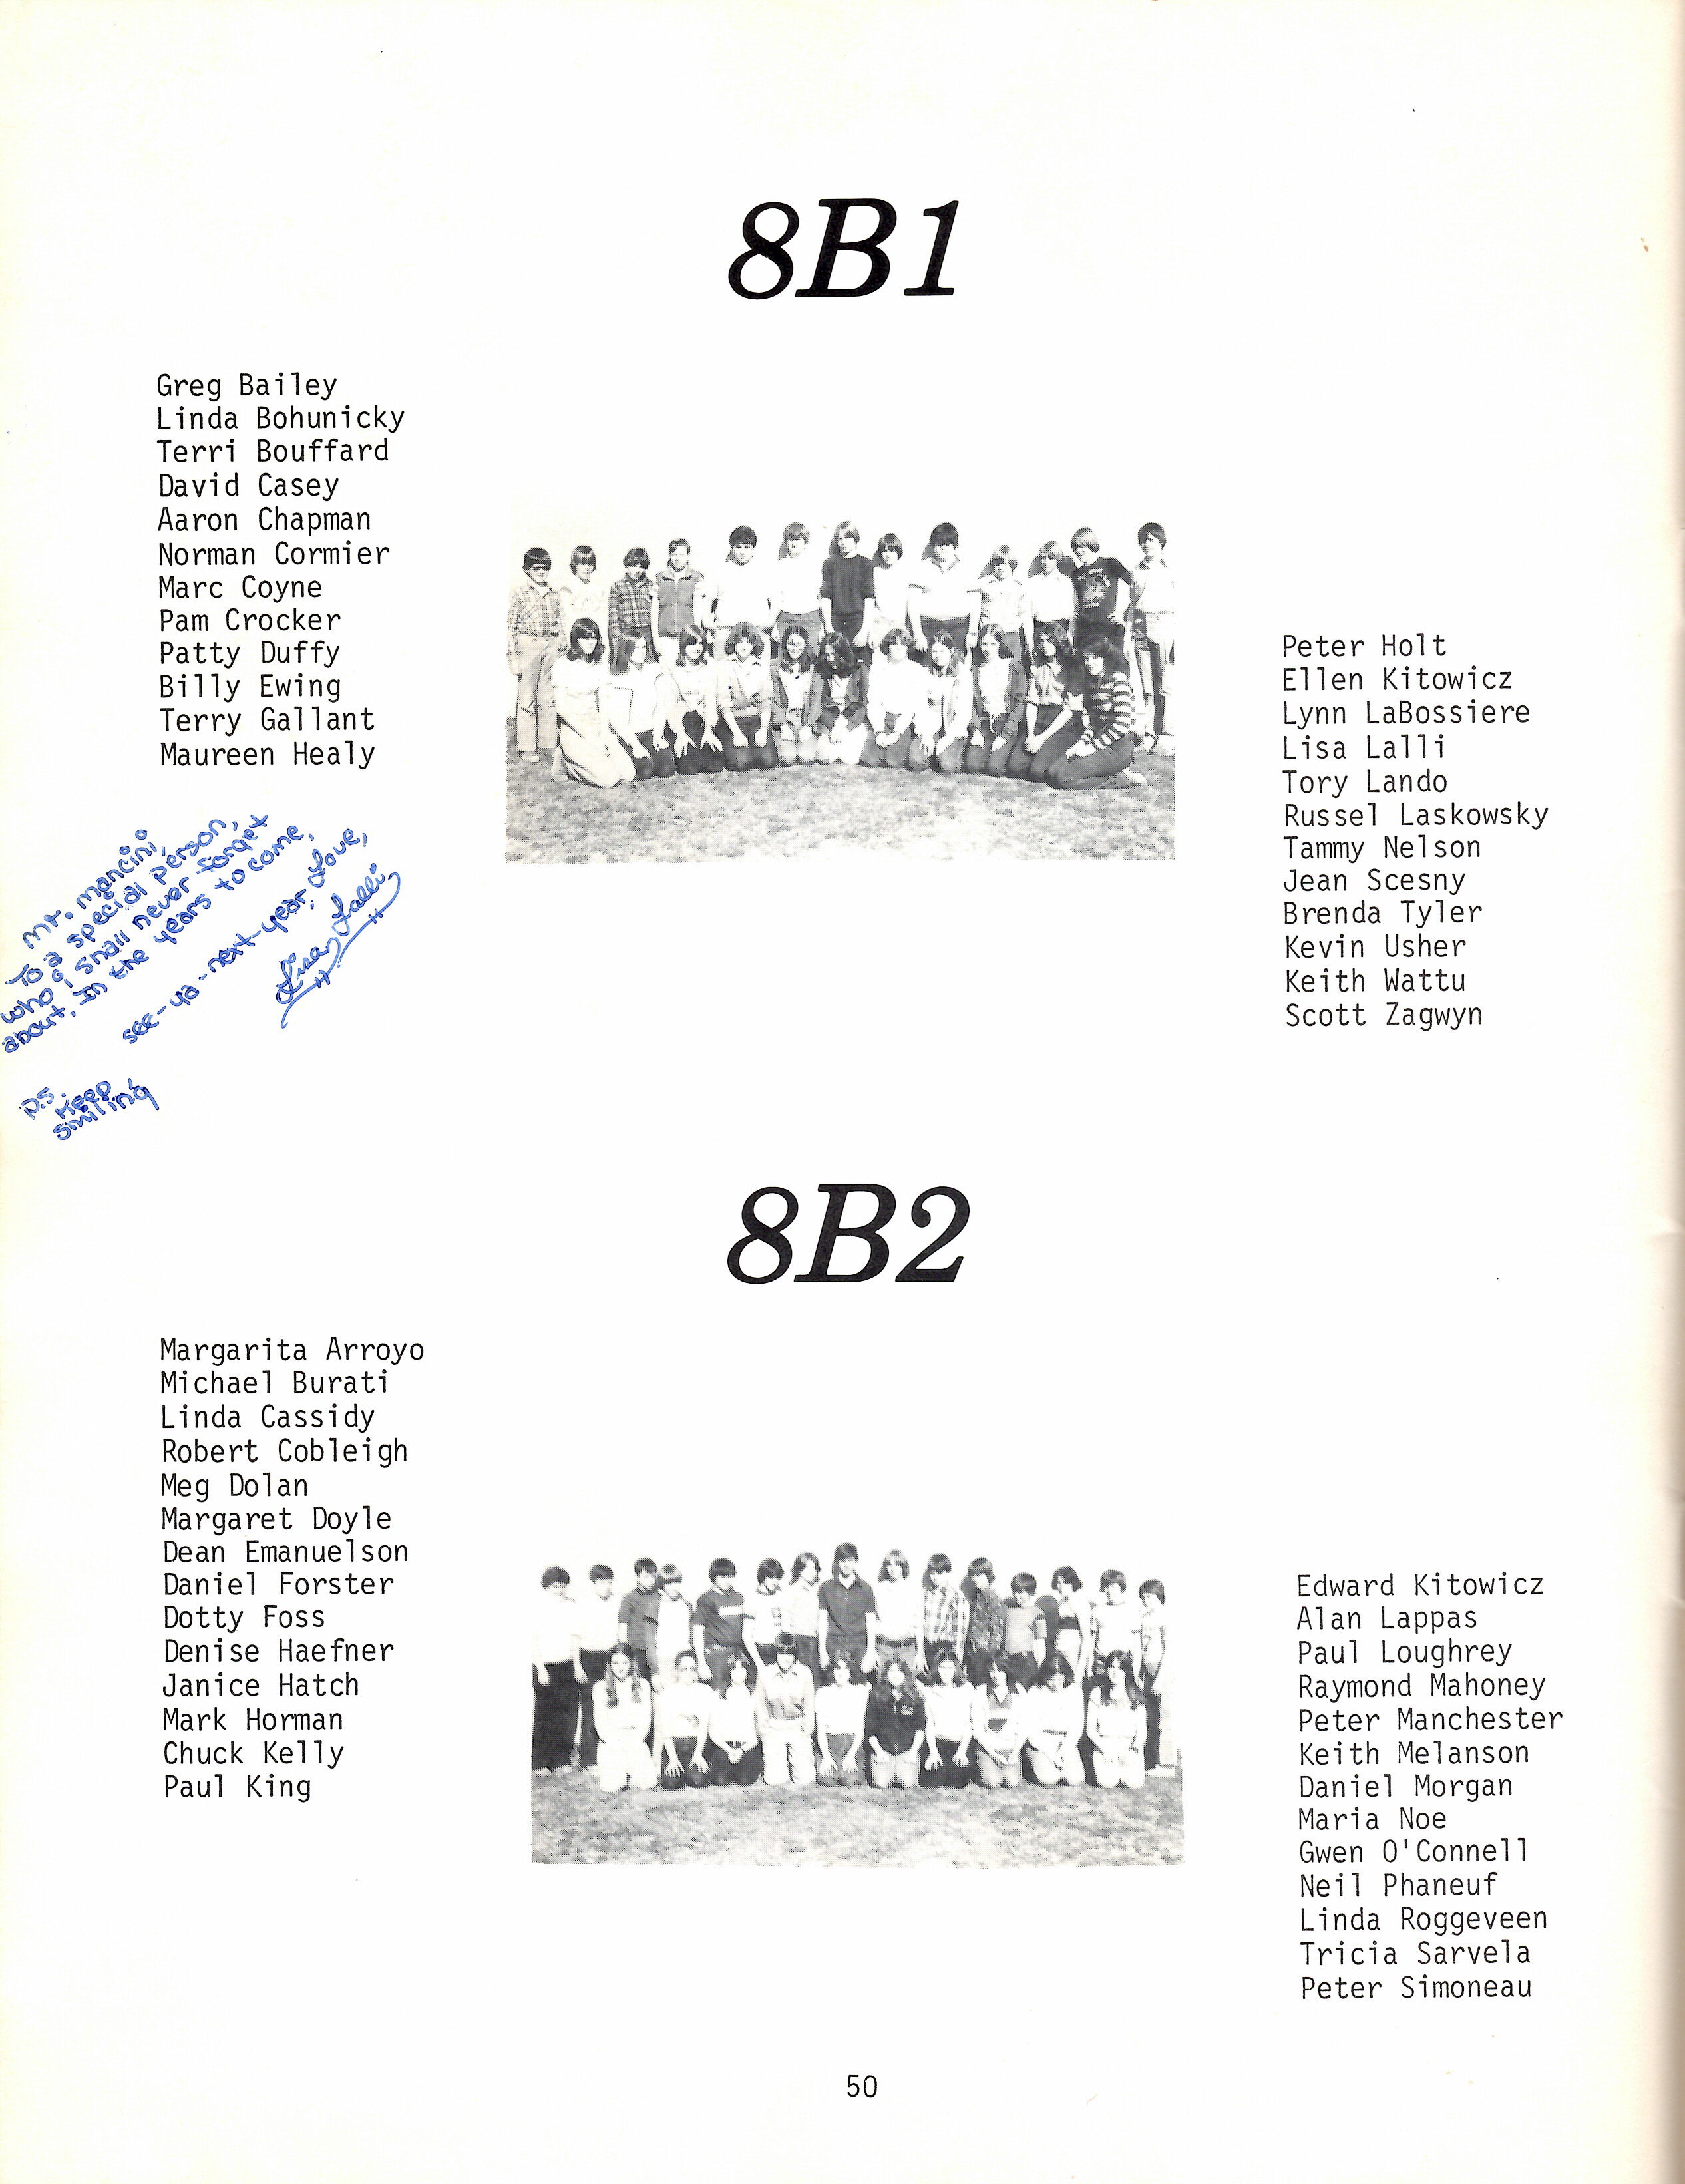 8B1
Greg Bailey
Linda Bohunicky
Terri Bouffard
David Casey
Aaron Chapman
Norman Cormier
Marc Coyne
Pam Crocker
Patty Duffy
Billy Ewing
Terry Gallant
Maureen Healy
Peter Holt
Ellen Kitowicz
Lynn LaBossiere
Lisa Lalli
Tory Lando
Russel Laskowsky
Tammy Nelson
Jean Scesny
Brenda Tyler
Kevin Usher
Keith Wattu
Scott Zagwyn
Mr. Mancini,
To a special person,
who I shall never forget
about, In the years to come,
see-ya-next-year, Love,
Lisa Lalli
P.S.
Keep
smiling
8B2
Margarita Arroyo
Michael Burati
Linda Cassidy
Robert Cobleigh
Meg Dolan
Margaret Doyle
Dean Emanuelson
Daniel Forster
Dotty Foss
Denise Haefner
Janice Hatch
Mark Horman
Chuck Kelly
Paul King
Edward Kitowicz
Alan Lappas
Paul Loughrey
Raymond Mahoney
Peter Manchester
Keith Melanson
Daniel Morgan
Maria Noe
Gwen O'Connell
Neil Phaneuf
Linda Roggeveen
Tricia Sarvela
Peter Simoneau
50